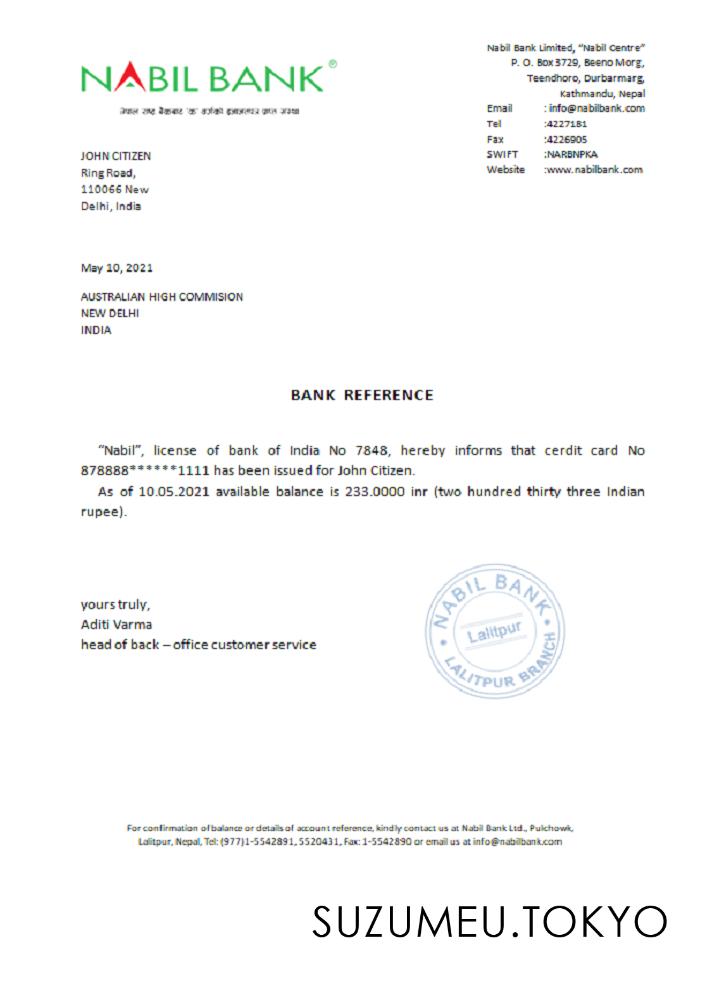 NABIL BANK®
Nabil Bank Limited, “Nabil Centre”
P. O. Box 3729, Beeno Morg,
Teendhoro, Durbarmarg,
Kathmandu, Nepal
Email : info@nabilbank.com
Tel :4227181
Fax :4226905
SWIFT :NARBNPKA
Website :www.nabilbank.com
JOHN CITIZEN
Ring Road,
110066 New
Delhi, India
May 10, 2021
AUSTRALIAN HIGH COMMISION
NEW DELHI
INDIA
BANK REFERENCE
“Nabil”, license of bank of India No 7848, hereby informs that cerdit card No
878888******1111 has been issued for John Citizen.
As of 10.05.2021 available balance is 233.0000 inr (two hundred thirty three Indian
rupee).
yours truly,
Aditi Varma
head of back – office customer service
NABIL BANK
Lalitpur
LALITPUR BRANCH
For confirmation of balance or details of account reference, kindly contact us at Nabil Bank Ltd., Pulchowk,
Lalitpur, Nepal, Tel: (977)1-5542891, 5520431, Fax: 1-5542890 or email us at info@nabilbank.com
SUZUMEU.TOKYO